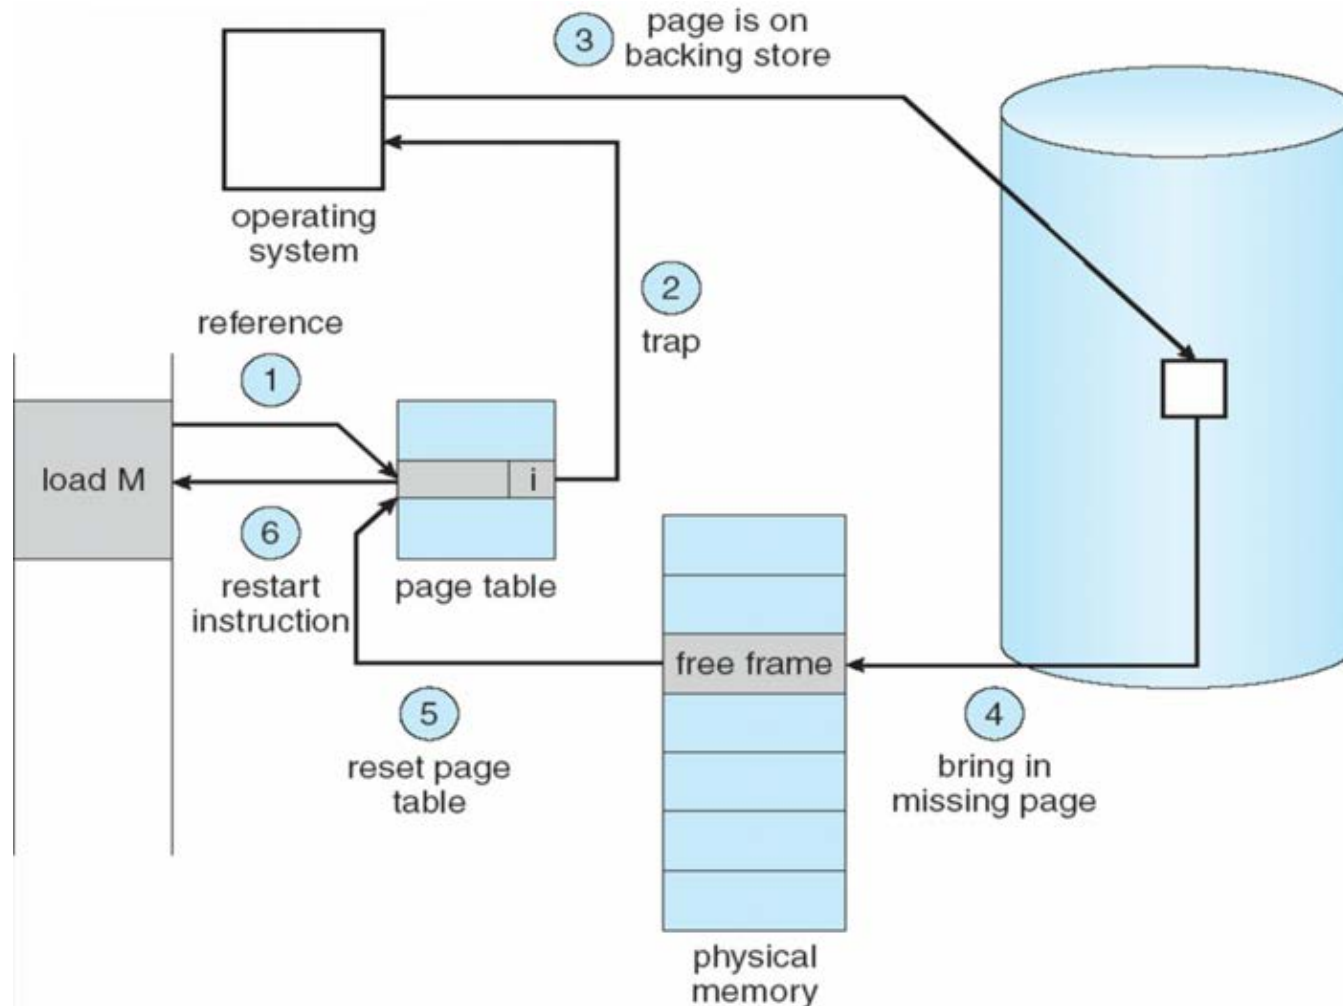 3
page is on
backing store
operating
system
2
trap
reference
1
load M
i
6
restart
instruction
page table
free frame
5
reset page
table
4
bring in
missing page
physical
memory